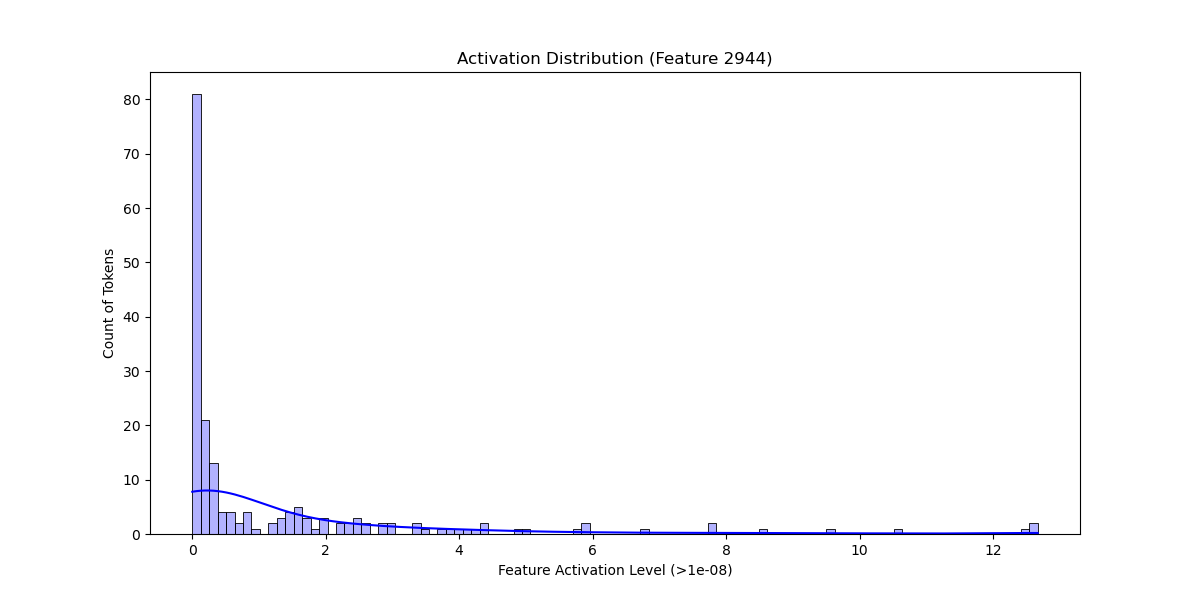 Activation Distribution (Feature 2944)
Count of Tokens
80
70
60
50
40
30
20
10
0
0 2 4 6 8 10 12
Feature Activation Level (>1e-08)